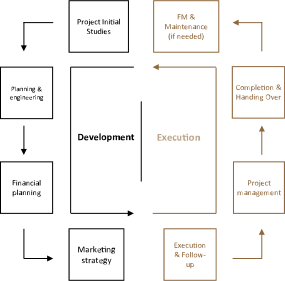 Project Initial
Studies
FM &
Maintenance
(if needed)
Planning &
engineering
Completion &
Handing Over
Development
Execution
Financial
planning
Project
management
Marketing
strategy
Execution
& Follow-
up